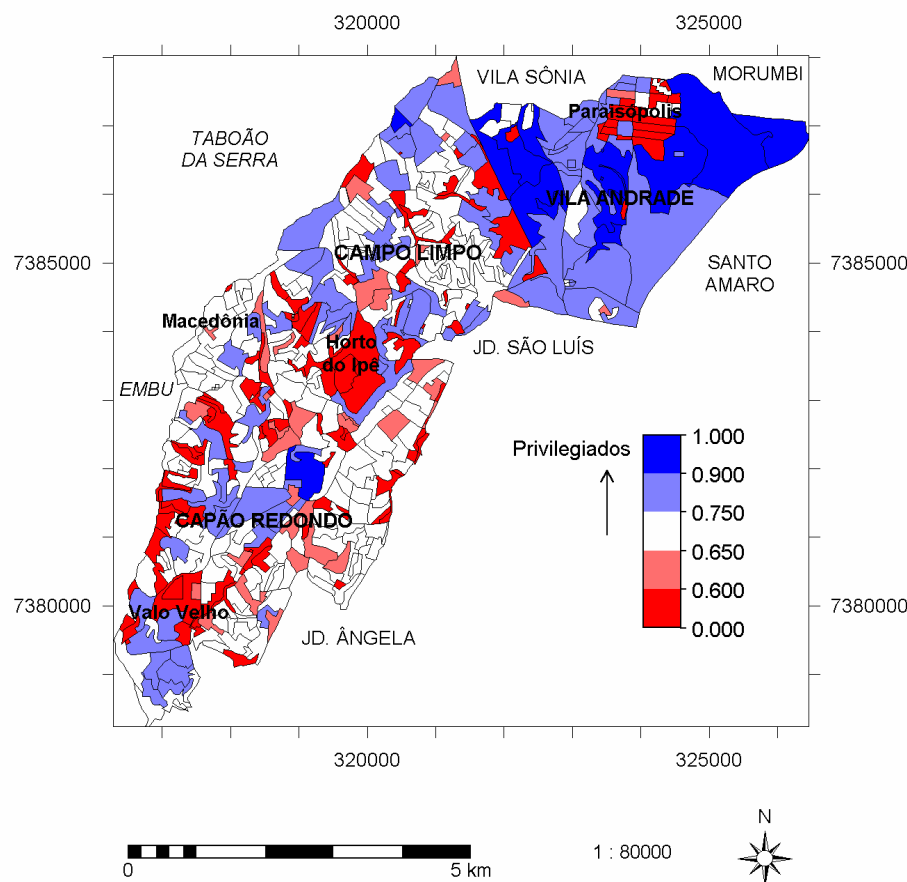 320000
325000
VILA SÔNIA
MORUMBI
Paraisópolis
TABOÃO
DA SERRA
VILA ANDRADE
CAMPO LIMPO
7385000
7385000
SANTO
AMARO
Macedônia
Horto
do Ipê
JD. SÃO LUÍS
EMBU
Privilegiados
1.000
0.900
0.750
0.650
0.600
0.000
CAPÃO REDONDO
7380000
7380000
Valo Velho
JD. ÂNGELA
320000
325000
N
0
5 km
1 : 80000